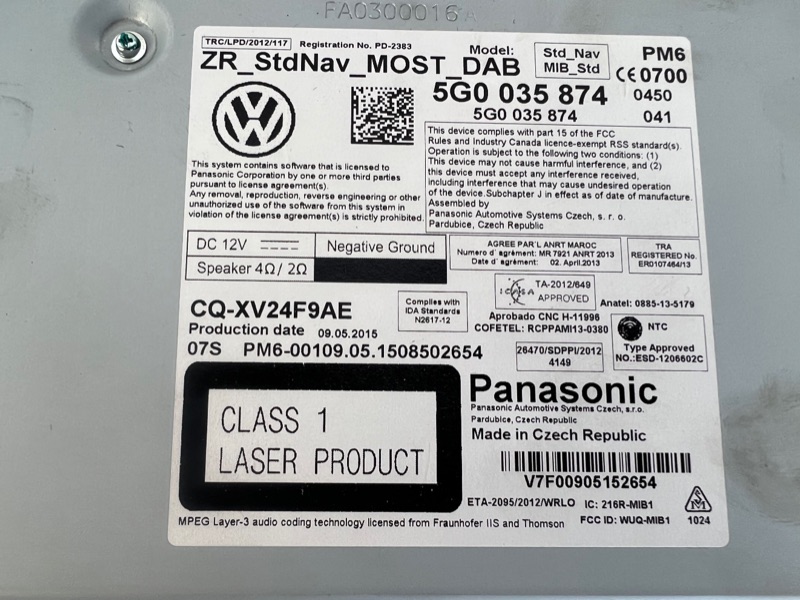 FA0300016
TRC/LPD/2012/117
Registration No. PD-2383
Model:
Std_Nav
MIB_Std
PM6
ZR_StdNav_MOST_DAB
CE 0700
5G0 035 874
0450
5G0 035 874
041
This device complies with part 15 of the FCC
Rules and Industry Canada licence-exempt RSS standard(s).
Operation is subject to the following two conditions: (1)
This device may not cause harmful interference, and (2)
this device must accept any interference received,
including interference that may cause undesired operation
of the device.Subchapter J in effect as of date of manufacture.
Assembled by
Panasonic Automotive Systems Czech, s. r. o.
Pardubice, Czech Republic
This system contains software that is licensed to
Panasonic Corporation by one or more third parties
pursuant to license agreement(s).
Any removal, reproduction, reverse engineering or other
unauthorized use of the software from or in
violation of the license agreement(s) is strictly prohibited.
DC 12V
Negative Ground
Speaker 4Ω/ 2Ω
AGREE PAR'L ANRT MAROC
Numero d´agrément: MR 7921 ANRT 2013
Date d´agrément: 02. April.2013
TRA
REGISTERED No.
ER0107464/13
ICASA
TA-2012/649
APPROVED
Anatel: 0885-13-5179
CQ-XV24F9AE
Complies with
IDA Standards
N2617-12
Aprobado CNC H-11996
COFETEL: RCPPAMI13-0380
NTC
Type Approved
NO.:ESD-1206602C
Production date 09.05.2015
07S PM6-00109.05.1508502654
26470/SDPPI/2012
4149
CLASS 1
LASER PRODUCT
Panasonic
Panasonic Automotive Systems Czech, s.r.o.
Pardubice, Czech Republic
Made in Czech Republic
V7F00905152654
ETA-2095/2012/WRLO
IC: 216R-MIB1
MPEG Layer-3 audio coding technology licensed from Fraunhofer IIS and Thomson
FCC ID: WUQ-MIB1
1024